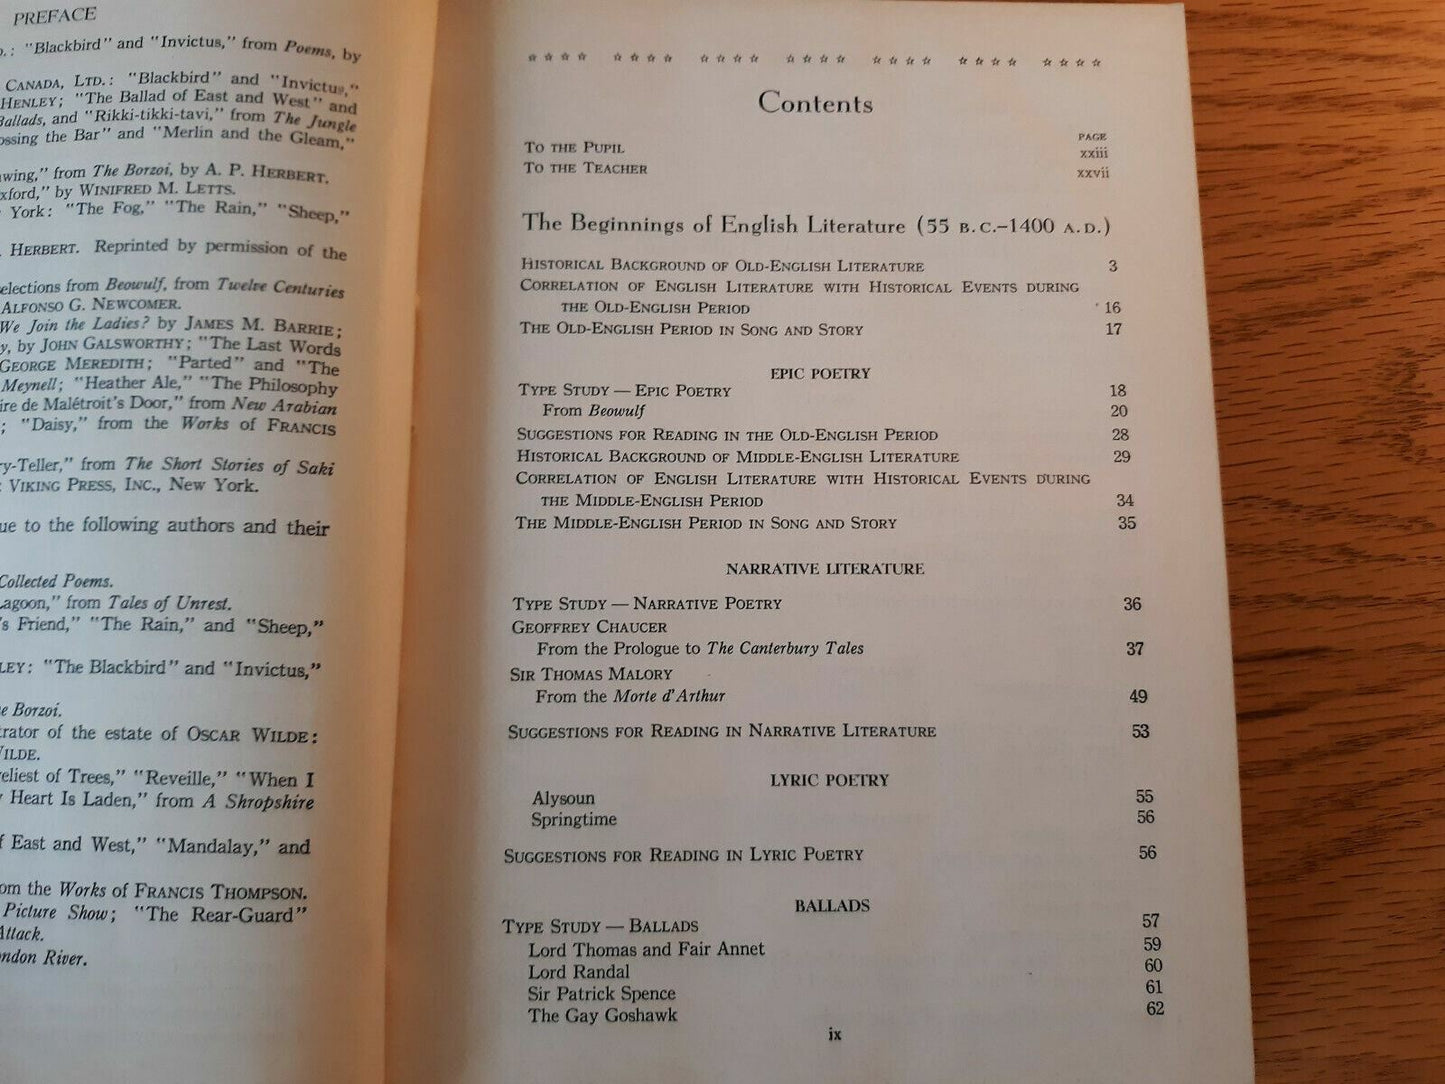 PREFACE
"Blackbird" and "Invictus," from Poems, by
CANADA, LTD.: "Blackbird" and "Invictus,"
HENLEY; "The Ballad of East and West" and
Ballads, and "Rikki-tikki-tavi," from The Jungle
ossing the Bar" and "Merlin and the Gleam,"
wing," from The Borzoi, by A. P. HERBERT.
xford," by WINIFRED M. LETTS.
York: "The Fog," "The Rain," "Sheep,"
HERBERT. Reprinted by permission of the
elections from Beowulf, from Twelve Centuries
ALFONSO G. NEWCOMER.
We Join the Ladies? by JAMES M. BARRIE;
y, by JOHN GALSWORTHY; "The Last Words
GEORGE MEREDITH; "Parted" and "The
Meynell; "Heather Ale," "The Philosophy
ire de Malétroit's Door," from New Arabian
; "Daisy," from the Works of FRANCIS
ry-Teller," from The Short Stories of Saki
VIKING PRESS, INC., New York.
ue to the following authors and their
Collected Poems.
agoon," from Tales of Unrest.
's Friend," "The Rain," and "Sheep,"
LEY: "The Blackbird" and "Invictus,"
e Borzoi.
trator of the estate of OSCAR WILDE:
WILDE.
eliest of Trees," "Reveille," "When I
Heart Is Laden," from A Shropshire
f East and West," "Mandalay," and
om the Works of FRANCIS THOMPSON.
Picture Show; "The Rear-Guard"
Attack.
ndon River.
Contents
PAGE
TO THE PUPIL xxiii
TO THE TEACHER xxvii
The Beginnings of English Literature (55 B.C.–1400 A.D.)
HISTORICAL BACKGROUND OF OLD-ENGLISH LITERATURE 3
CORRELATION OF ENGLISH LITERATURE WITH HISTORICAL EVENTS DURING
THE OLD-ENGLISH PERIOD 16
THE OLD-ENGLISH PERIOD IN SONG AND STORY 17
EPIC POETRY
TYPE STUDY — EPIC POETRY 18
From Beowulf 20
SUGGESTIONS FOR READING IN THE OLD-ENGLISH PERIOD 28
HISTORICAL BACKGROUND OF MIDDLE-ENGLISH LITERATURE 29
CORRELATION OF ENGLISH LITERATURE WITH HISTORICAL EVENTS DURING
THE MIDDLE-ENGLISH PERIOD 34
THE MIDDLE-ENGLISH PERIOD IN SONG AND STORY 35
NARRATIVE LITERATURE
TYPE STUDY — NARRATIVE POETRY 36
GEOFFREY CHAUCER
From the Prologue to The Canterbury Tales 37
SIR THOMAS MALORY
From the Morte d'Arthur 49
SUGGESTIONS FOR READING IN NARRATIVE LITERATURE 53
LYRIC POETRY
Alysoun 55
Springtime 56
SUGGESTIONS FOR READING IN LYRIC POETRY 56
BALLADS
TYPE STUDY — BALLADS 57
Lord Thomas and Fair Annet 59
Lord Randal 60
Sir Patrick Spence 61
The Gay Goshawk 62
ix